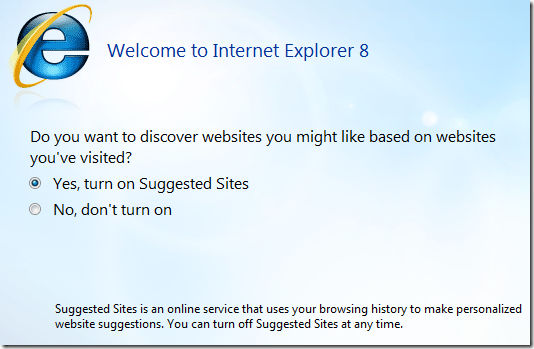 Welcome to Internet Explorer 8
Do you want to discover websites you might like based on websites
you've visited?
Yes, turn on Suggested Sites
No, don't turn on
Suggested Sites is an online service that uses your browsing history to make personalized
website suggestions. You can turn off Suggested Sites at any time.